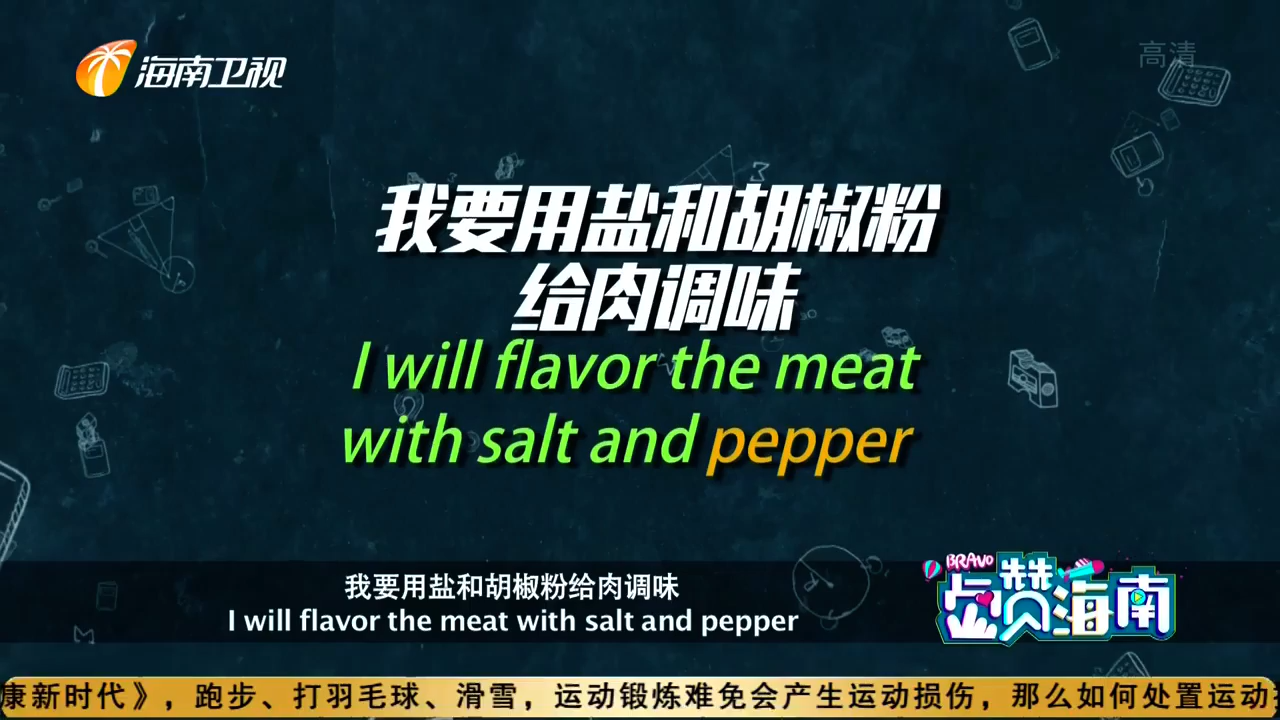 海南卫视
高清
我要用盐和胡椒粉
给肉调味
I will flavor the meat
with salt and pepper
BRAVO
点赞海南
我要用盐和胡椒粉给肉调味
I will flavor the meat with salt and pepper
康新时代》，跑步、打羽毛球、滑雪，运动锻炼难免会产生运动损伤，那么如何处置运动